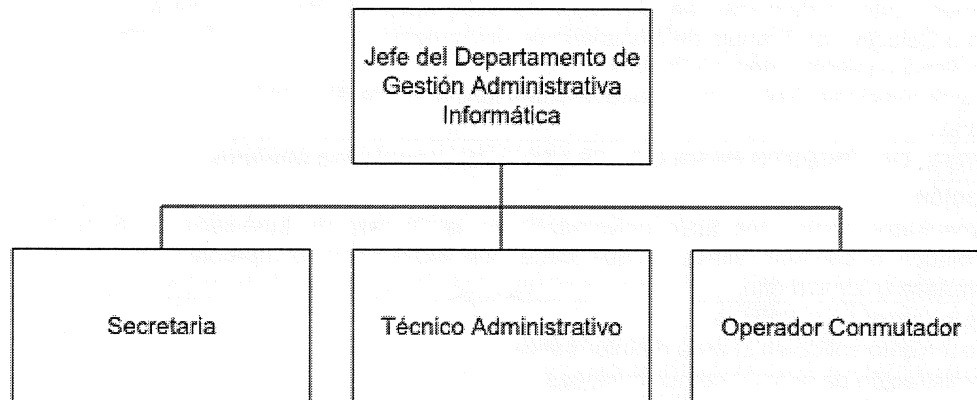 Jefe del Departamento de
Gestión Administrativa
Informática
Secretaria
Técnico Administrativo
Operador Conmutador